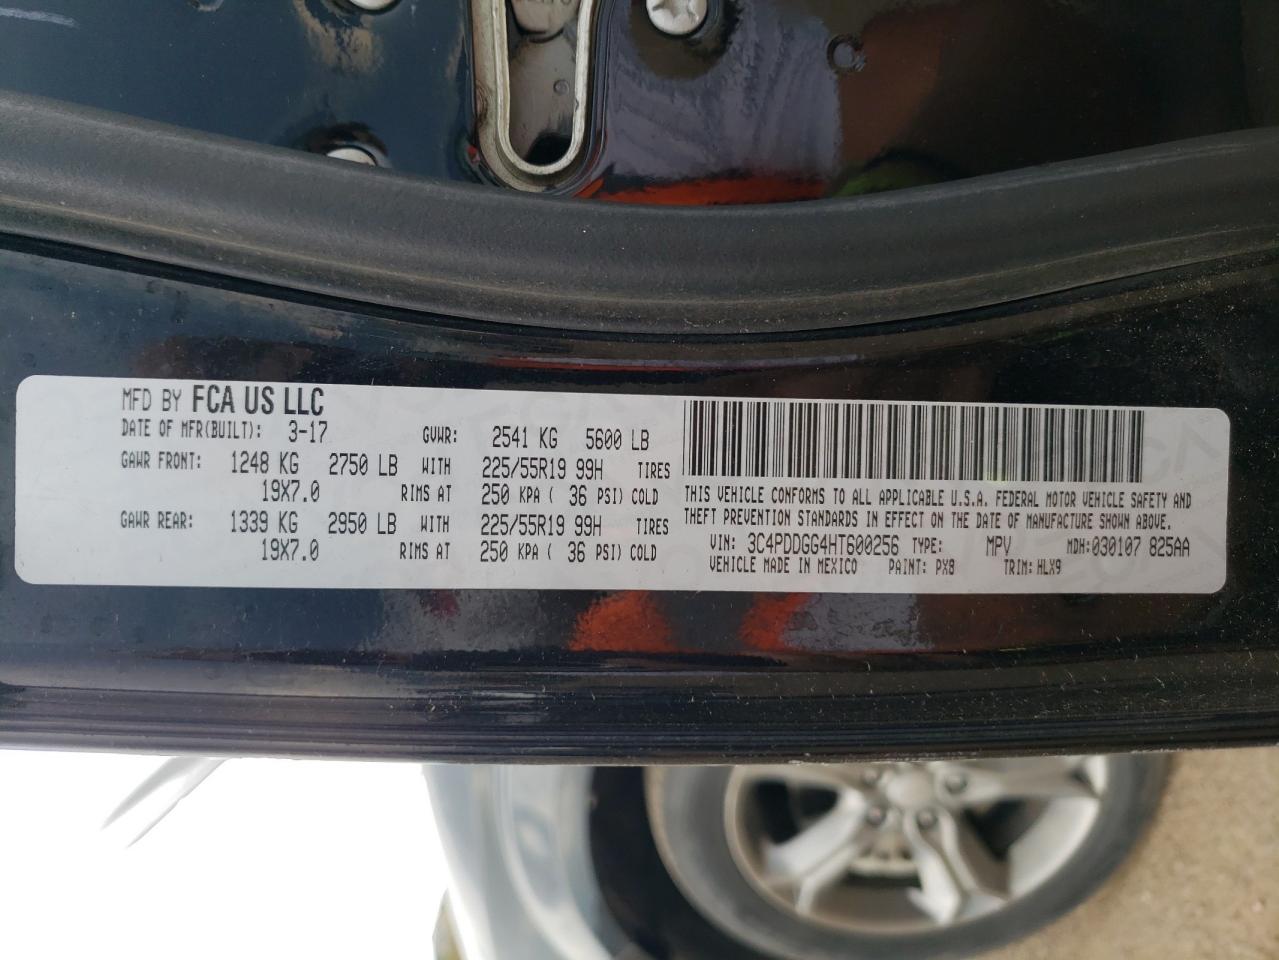 MFD BY FCA US LLC
DATE OF MFR(BUILT): 3-17 GVWR: 2541 KG 5600 LB
GAWR FRONT: 1248 KG 2750 LB WITH 225/55R19 99H TIRES
19X7.0 RIMS AT 250 KPA ( 36 PSI) COLD
GAWR REAR: 1339 KG 2950 LB WITH 225/55R19 99H TIRES
19X7.0 RIMS AT 250 KPA ( 36 PSI) COLD
THIS VEHICLE CONFORMS TO ALL APPLICABLE U.S.A. FEDERAL MOTOR VEHICLE SAFETY AND
THEFT PREVENTION STANDARDS IN EFFECT ON THE DATE OF MANUFACTURE SHOWN ABOVE.
VIN: 3C4PDDGG4HT600256 TYPE: MPV MDH:030107 825AA
VEHICLE MADE IN MEXICO PAINT: PX8 TRIM: HLX9